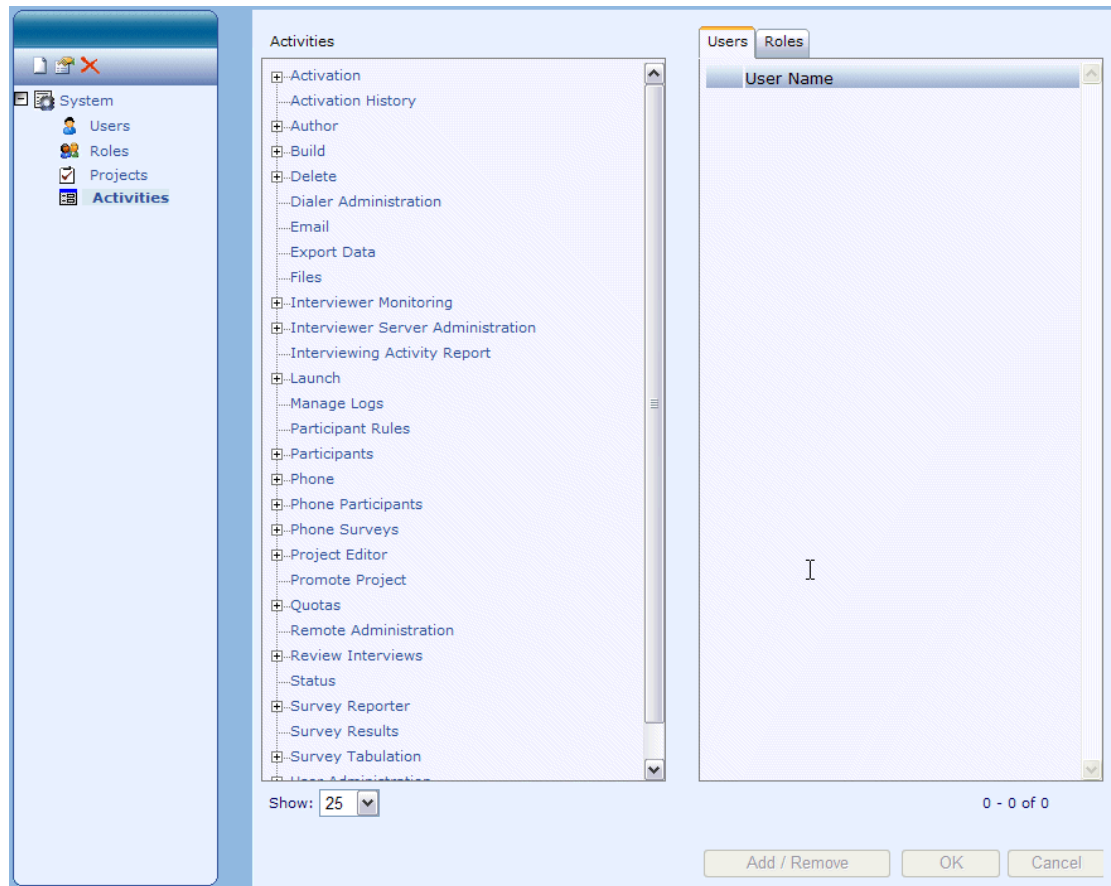 System
Users
Roles
Projects
Activities
Activities
Activation
Activation History
Author
Build
Delete
Dialer Administration
Email
Export Data
Files
Interviewer Monitoring
Interviewer Server Administration
Interviewing Activity Report
Launch
Manage Logs
Participant Rules
Participants
Phone
Phone Participants
Phone Surveys
Project Editor
Promote Project
Quotas
Remote Administration
Review Interviews
Status
Survey Reporter
Survey Results
Survey Tabulation
User Administration
Show: 25
Users Roles
User Name
0 - 0 of 0
Add / Remove OK Cancel